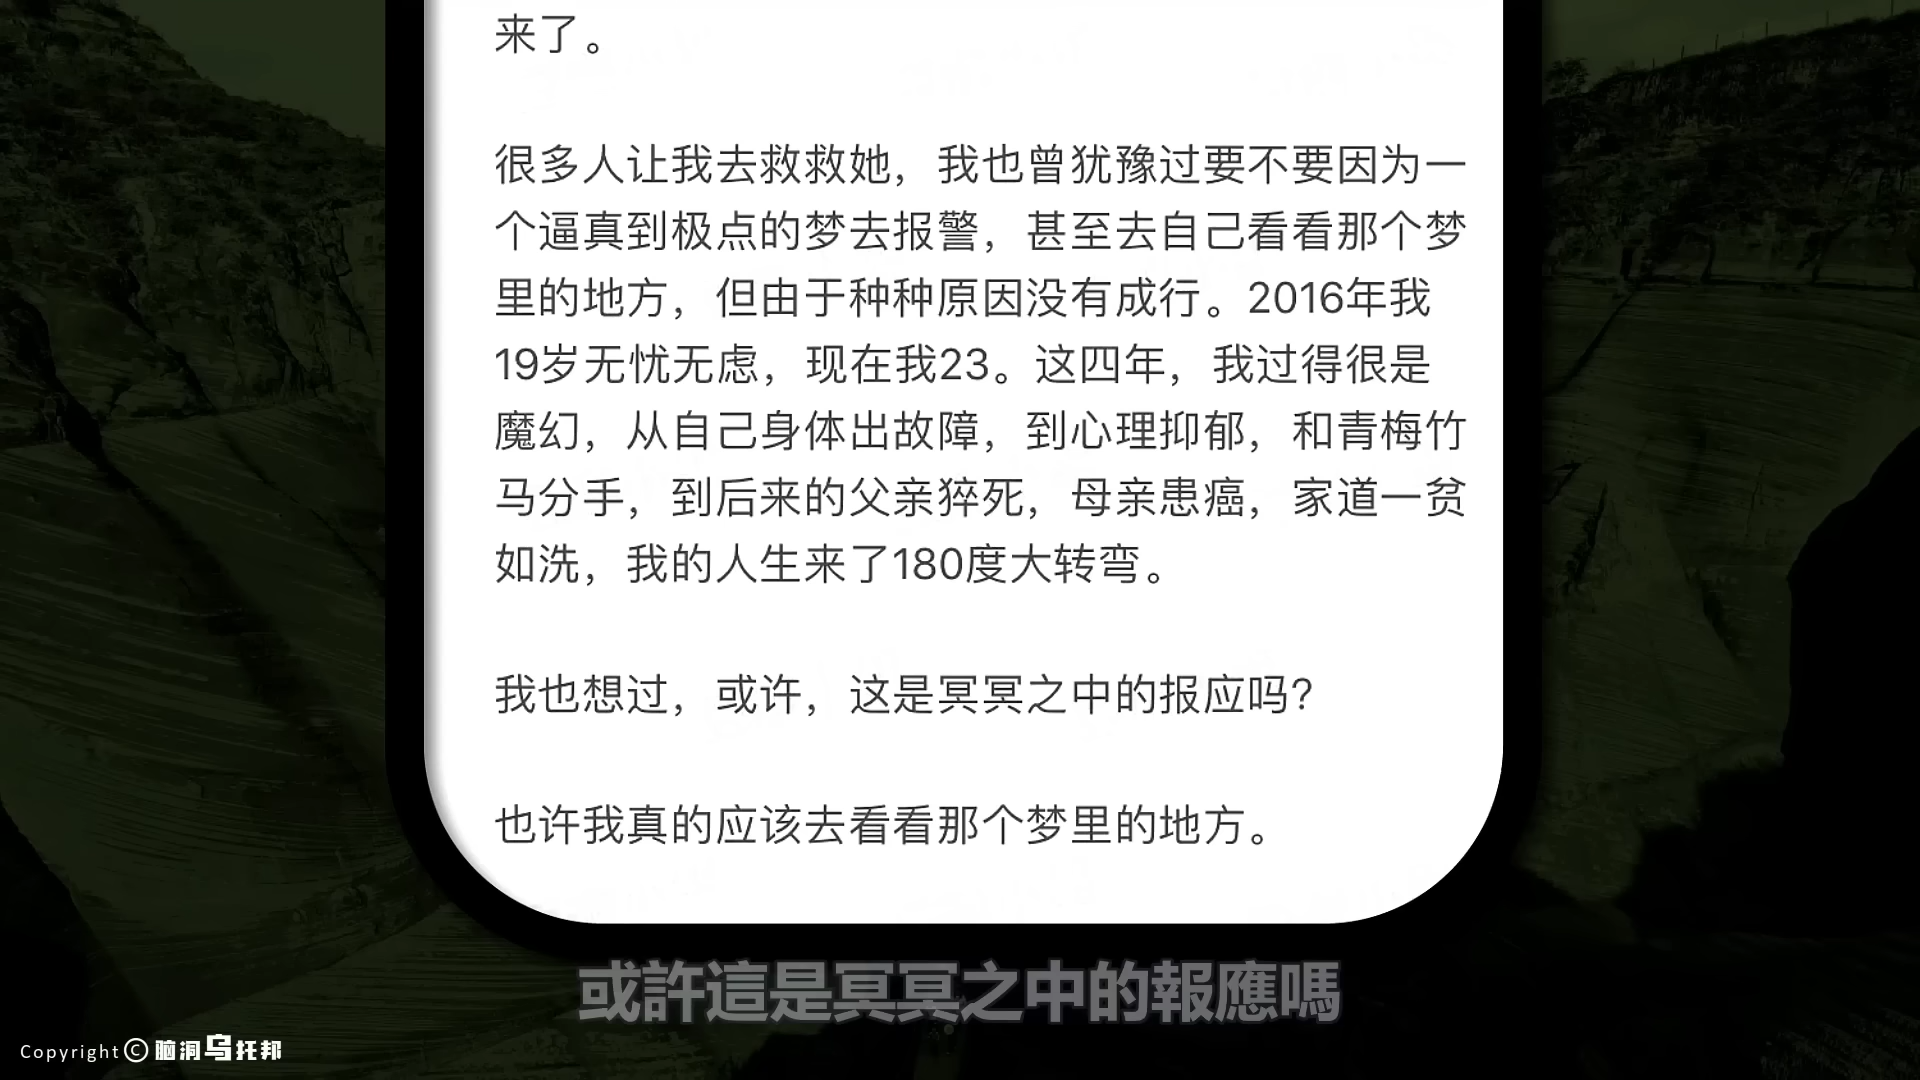 来了。
很多人让我去救救她，我也曾犹豫过要不要因为一
个逼真到极点的梦去报警，甚至去自己看看那个梦
里的地方，但由于种种原因没有成行。2016年我
19岁无忧无虑，现在我23。这四年，我过得很是
魔幻，从自己身体出故障，到心理抑郁，和青梅竹
马分手，到后来的父亲猝死，母亲患癌，家道一贫
如洗，我的人生来了180度大转弯。
我也想过，或许，这是冥冥之中的报应吗？
也许我真的应该去看看那个梦里的地方。
或許這是冥冥之中的報應嗎
Copyright©脑洞乌托邦